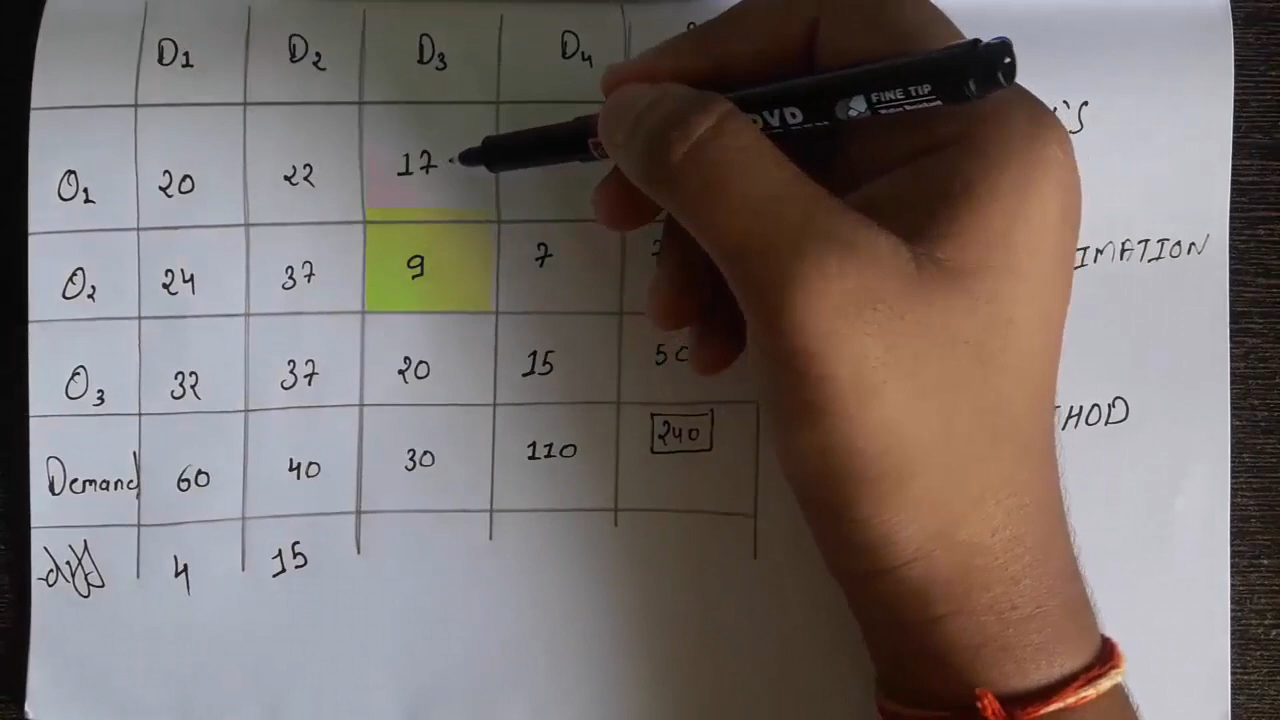 D1 D2 D3 D4
'S
O1 20 22 17
DVD FINE TIP
O2 24 37 9 7
IMATION
O3 32 37 20 15
THOD
Demand 60 40 30 110 240
diff 4 15